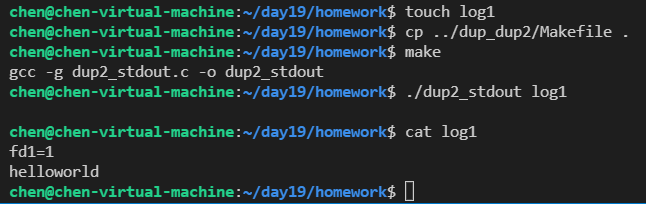 chen@chen-virtual-machine:~/day19/homework$ touch log1
chen@chen-virtual-machine:~/day19/homework$ cp ../dup_dup2/Makefile .
chen@chen-virtual-machine:~/day19/homework$ make
gcc -g dup2_stdout.c -o dup2_stdout
chen@chen-virtual-machine:~/day19/homework$ ./dup2_stdout log1
chen@chen-virtual-machine:~/day19/homework$ cat log1
fd1=1
helloworld
chen@chen-virtual-machine:~/day19/homework$